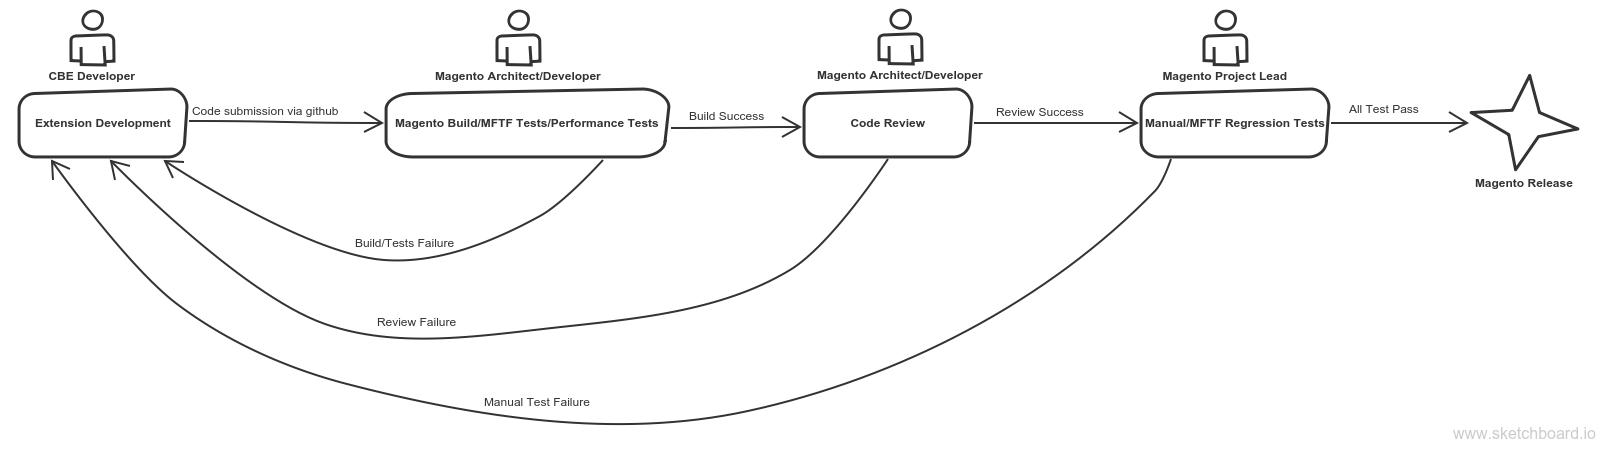 CBE Developer
Magento Architect/Developer
Magento Architect/Developer
Magento Project Lead
Extension Development
Code submission via github
Magento Build/MFTF Tests/Performance Tests
Build Success
Code Review
Review Success
Manual/MFTF Regression Tests
All Test Pass
Magento Release
Build/Tests Failure
Review Failure
Manual Test Failure
www.sketchboard.io